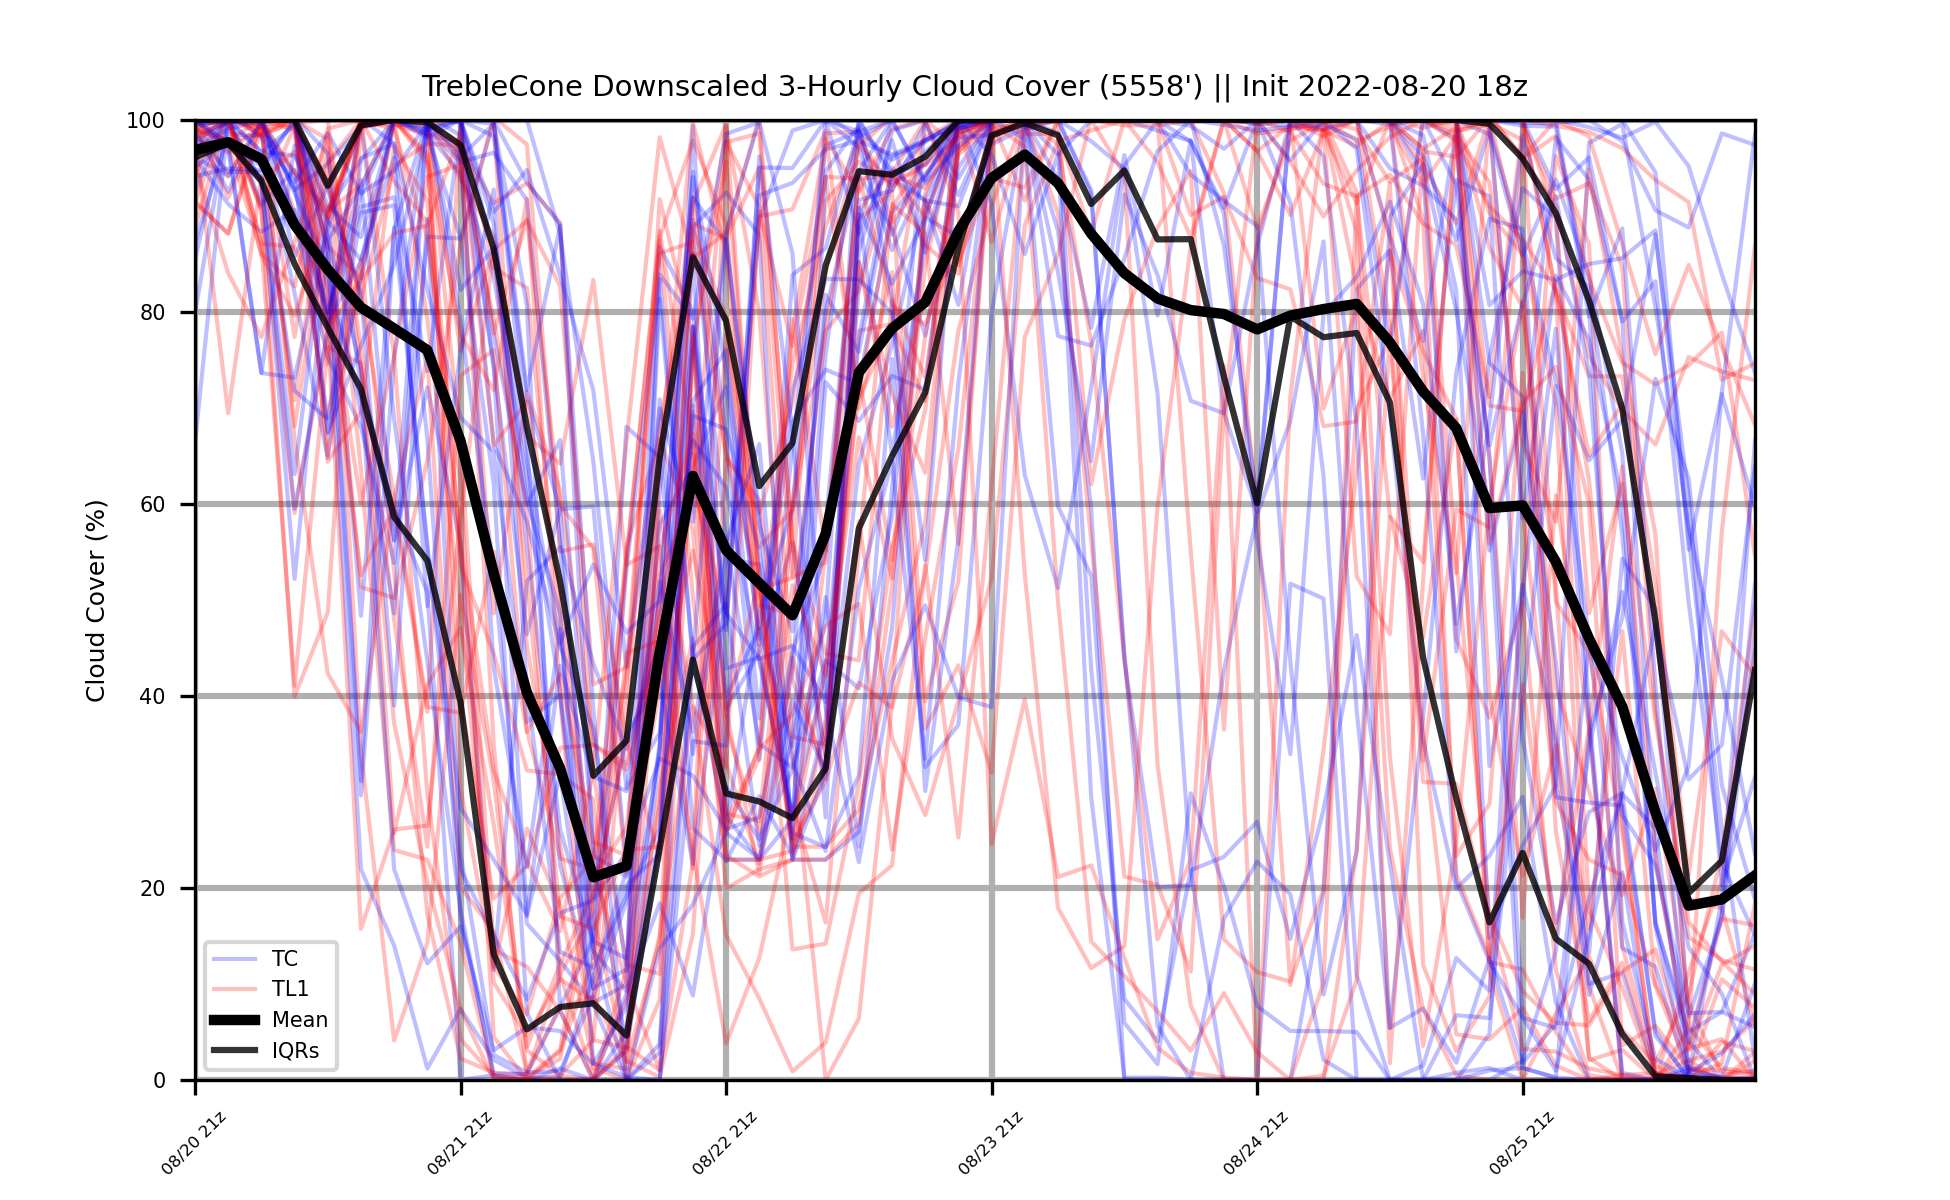 TrebleCone Downscaled 3-Hourly Cloud Cover (5558') || Init 2022-08-20 18z
Cloud Cover (%)
100
80
60
40
20
0
TC
TL1
Mean
IQRs
08/20 21z
08/21 21z
08/22 21z
08/23 21z
08/24 21z
08/25 21z